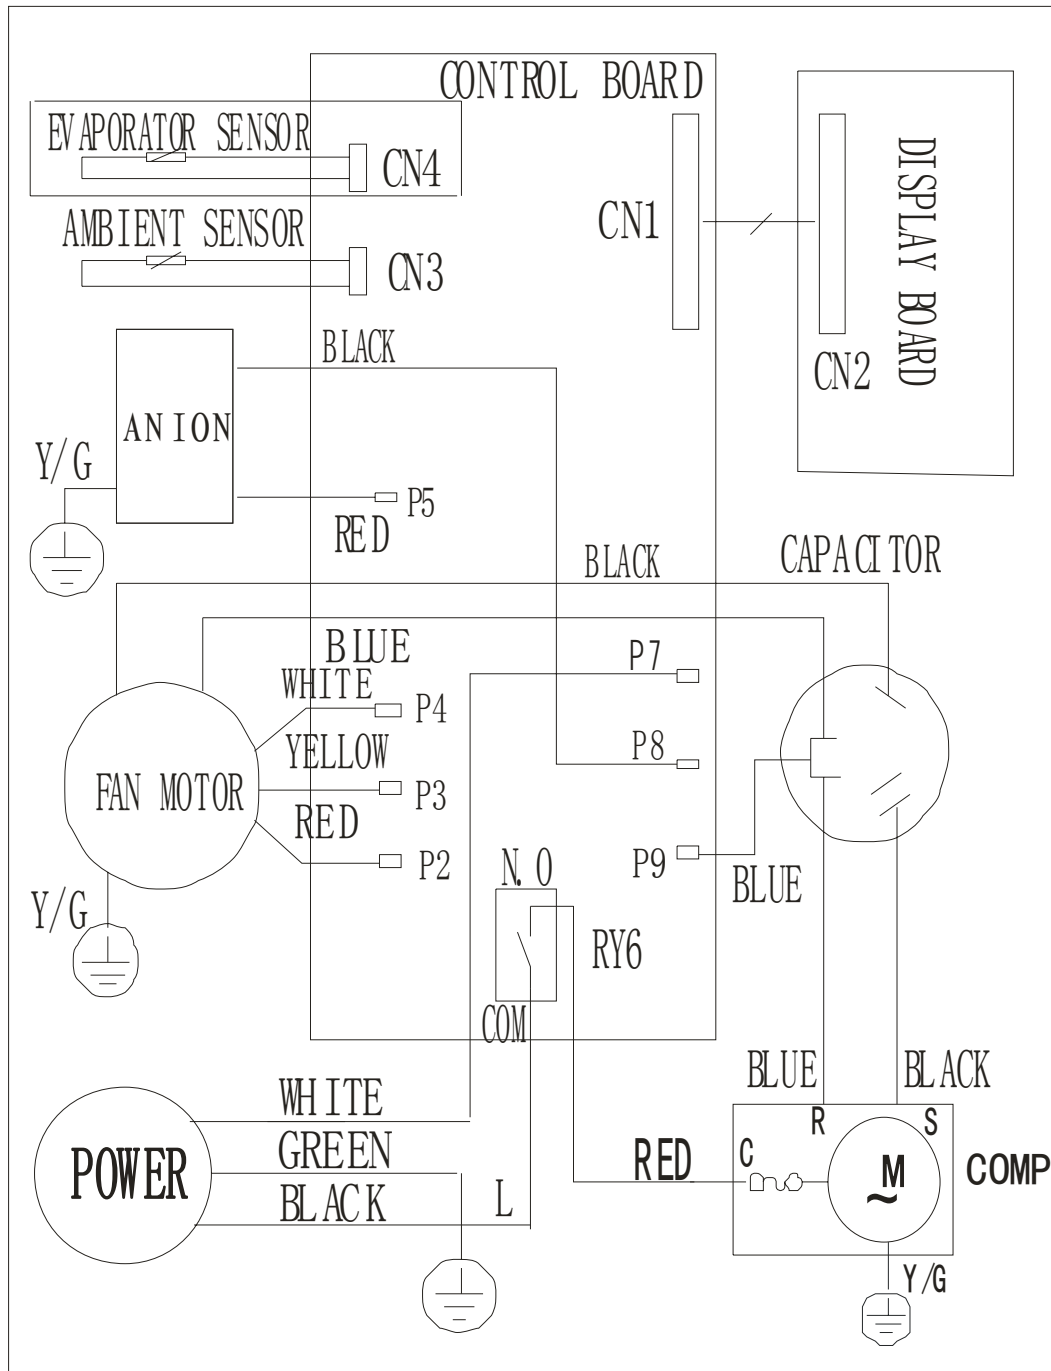 CONTROL BOARD
EVAPORATOR SENSOR
CN4
DISPLAY BOARD
CN1
AMBIENT SENSOR
CN3
CN2
BLACK
ANION
Y/G
P5
RED
BLACK
CAPACITOR
BLUE
P7
WHITE
P4
YELLOW
P8
FAN MOTOR
P3
RED
P2
N.O
P9
BLUE
Y/G
RY6
COM
BLUE
BLACK
WHITE
R
S
GREEN
POWER
RED
C
M
~
COMP
BLACK
L
Y/G